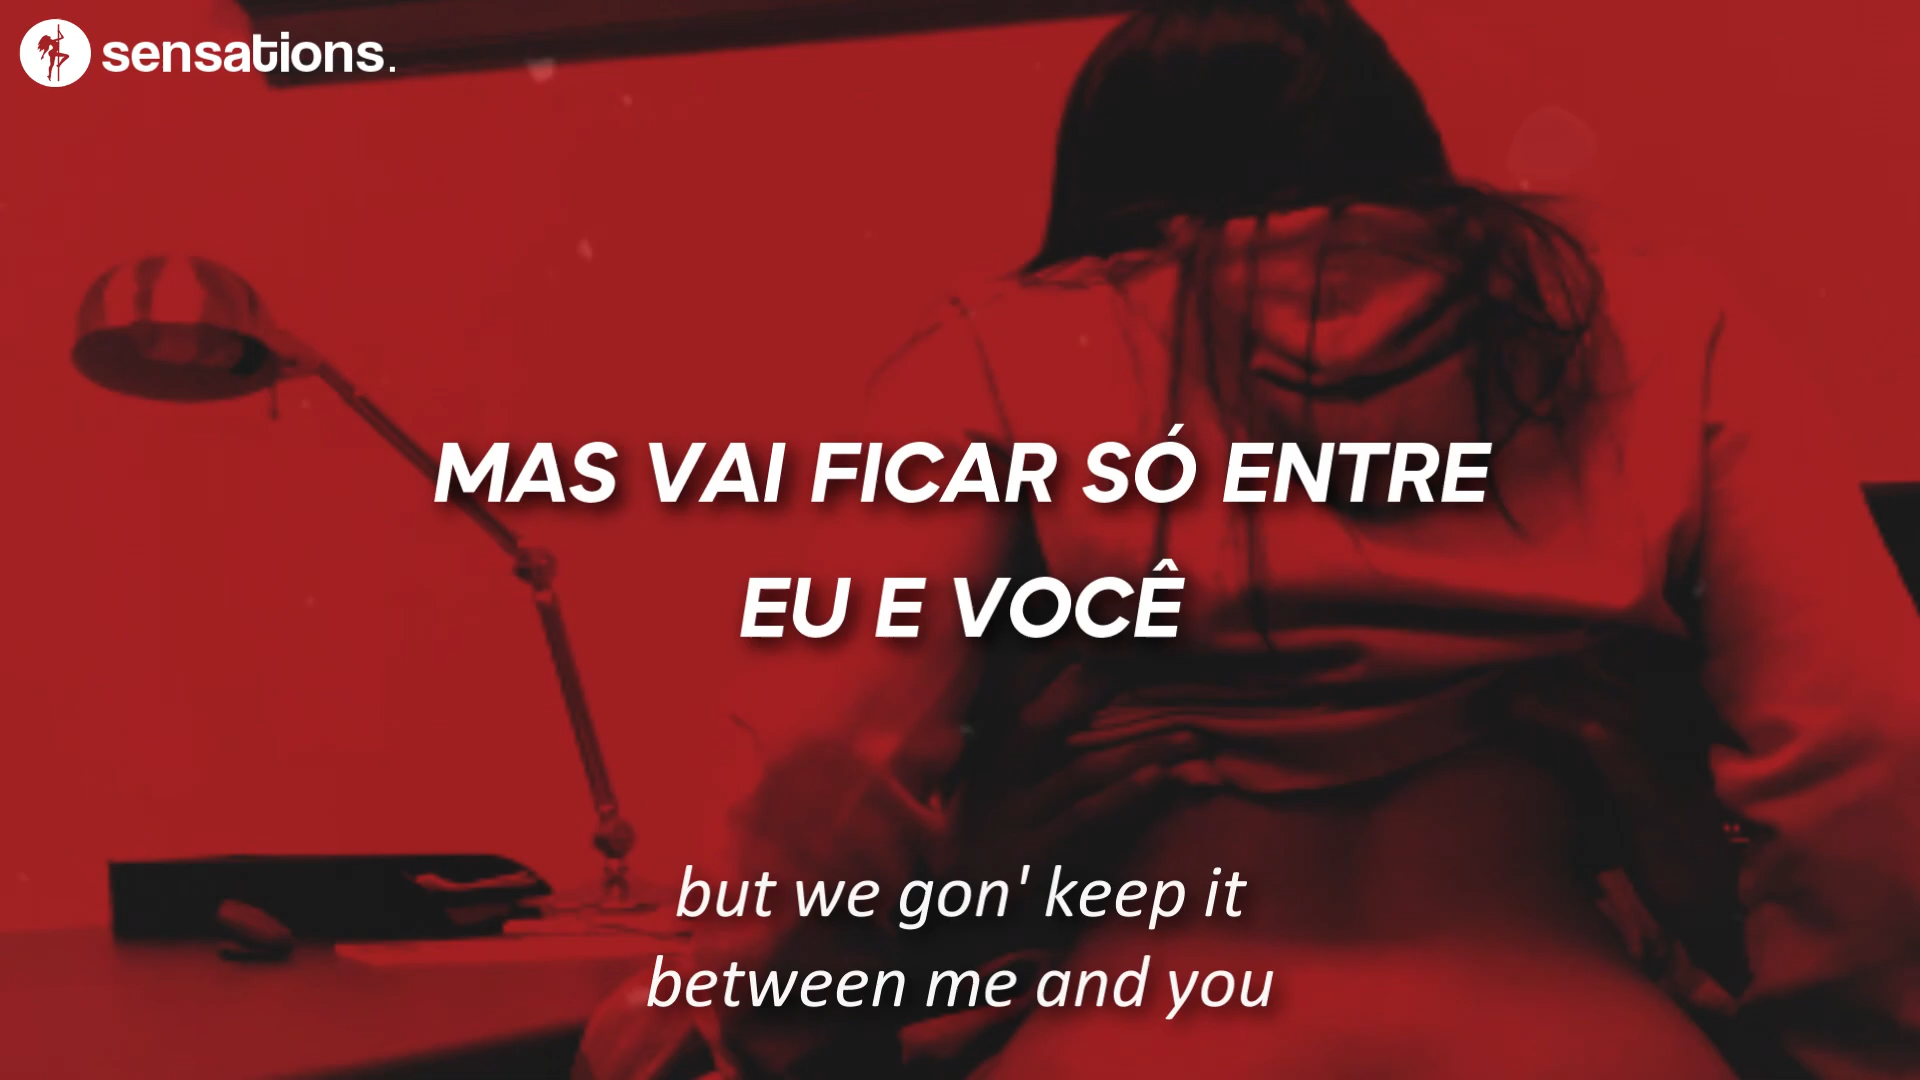 sensations.
MAS VAI FICAR SÓ ENTRE
EU E VOCÊ
but we gon' keep it
between me and you